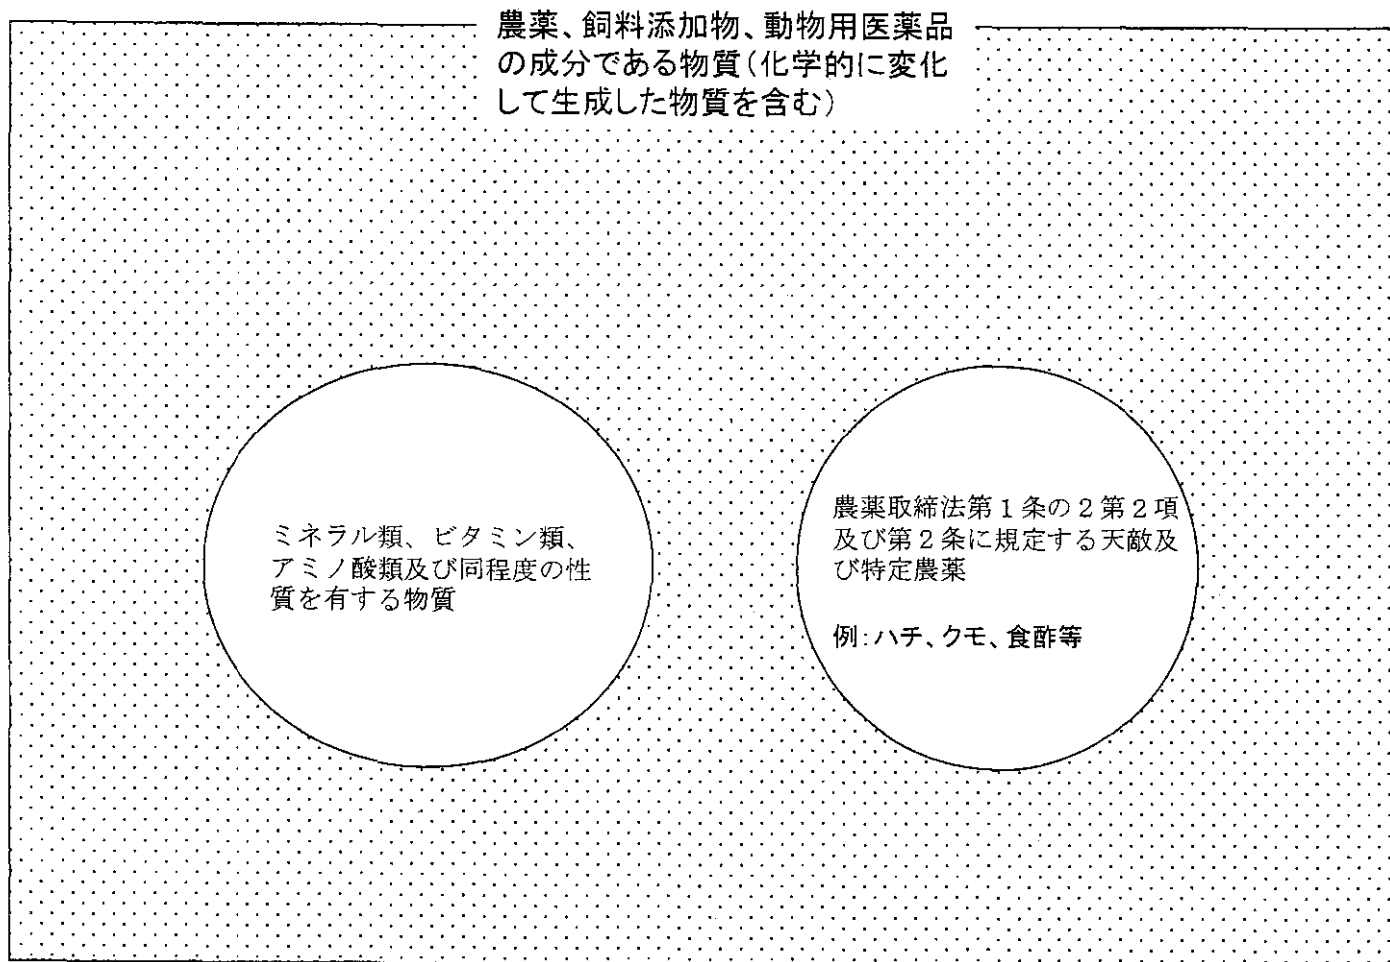 農薬、飼料添加物、動物用医薬品
の成分である物質(化学的に変化
して生成した物質を含む)
ミネラル類、ビタミン類、
アミノ酸類及び同程度の性
質を有する物質
農薬取締法第1条の2第2項
及び第2条に規定する天敵及
び特定農薬
例:ハチ、クモ、食酢等